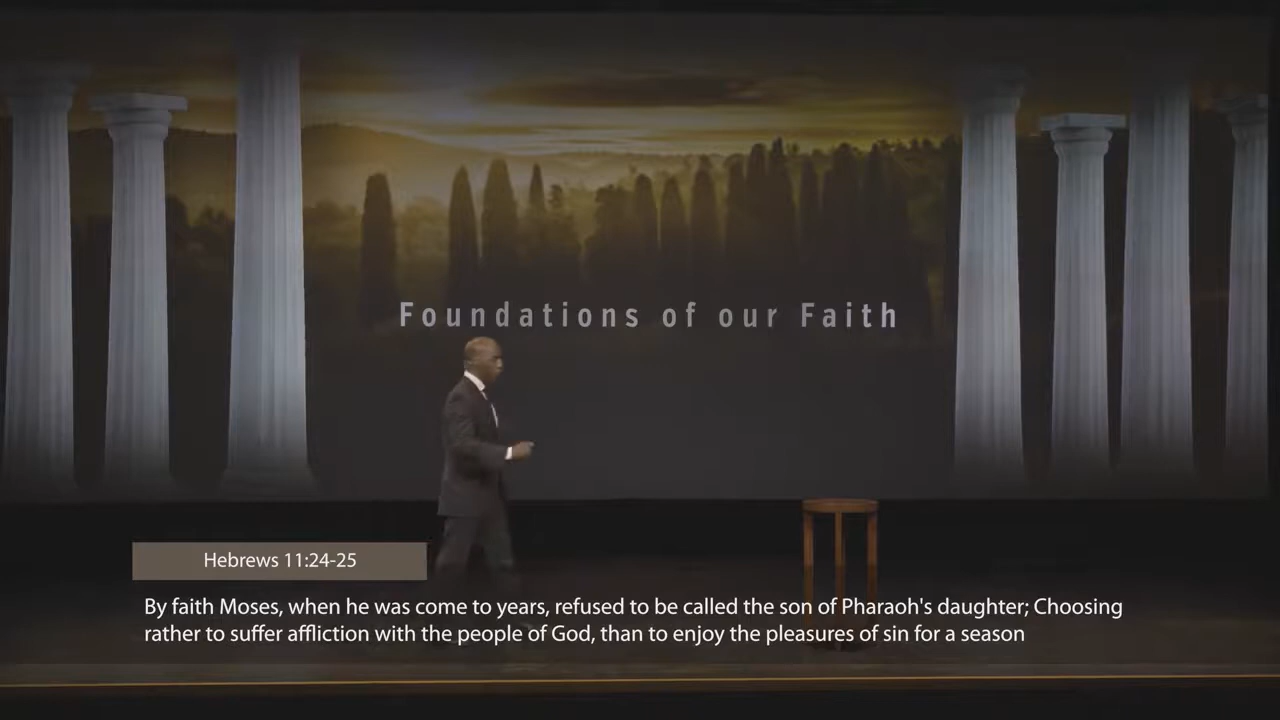 Foundations of our Faith
Hebrews 11:24-25
By faith Moses, when he was come to years, refused to be called the son of Pharaoh's daughter; Choosing
rather to suffer affliction with the people of God, than to enjoy the pleasures of sin for a season